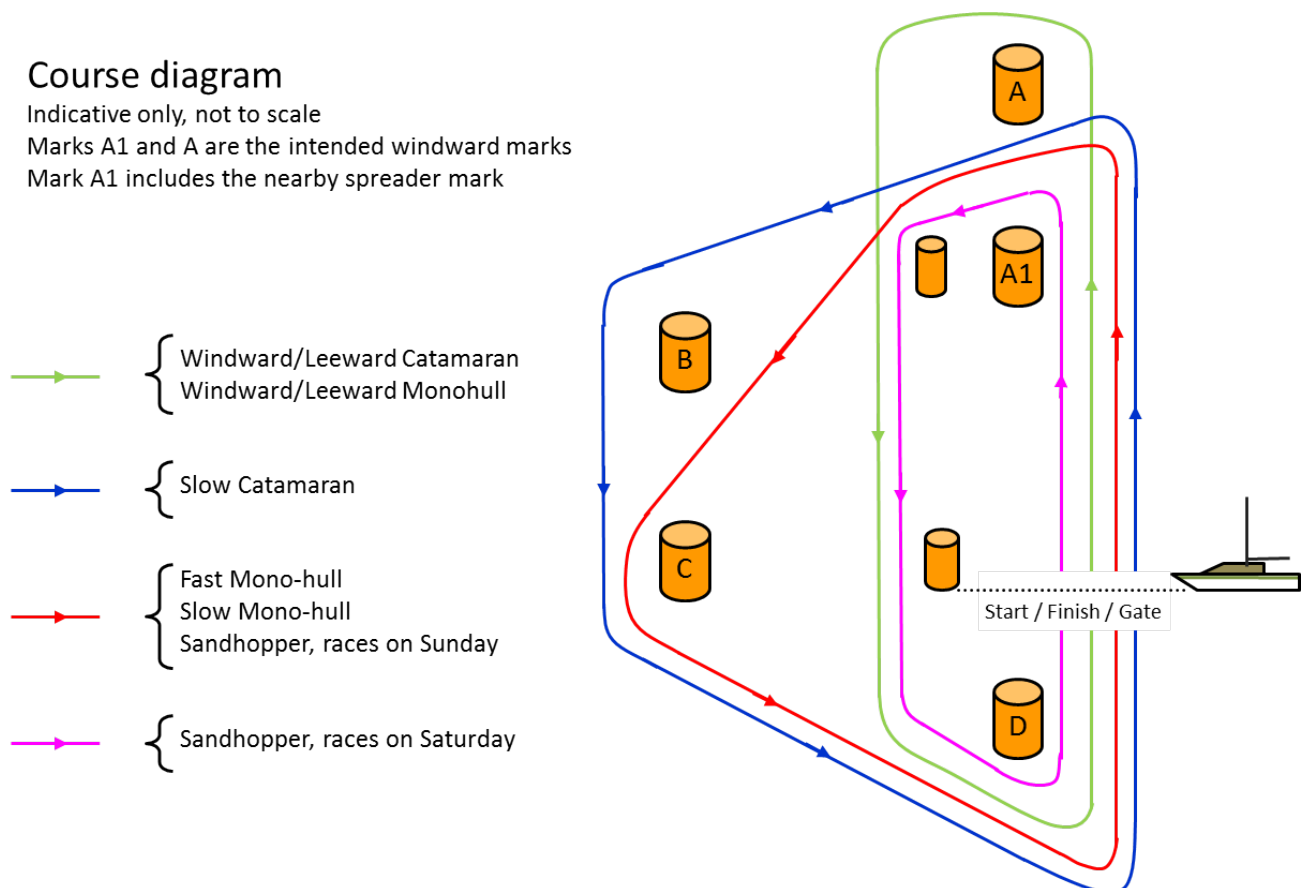 Course diagram
Indicative only, not to scale
Marks A1 and A are the intended windward marks
Mark A1 includes the nearby spreader mark
Windward/Leeward Catamaran
Windward/Leeward Monohull
Slow Catamaran
Fast Mono-hull
Slow Mono-hull
Sandhopper, races on Sunday
Sandhopper, races on Saturday
A
A1
B
C
Start / Finish / Gate
D